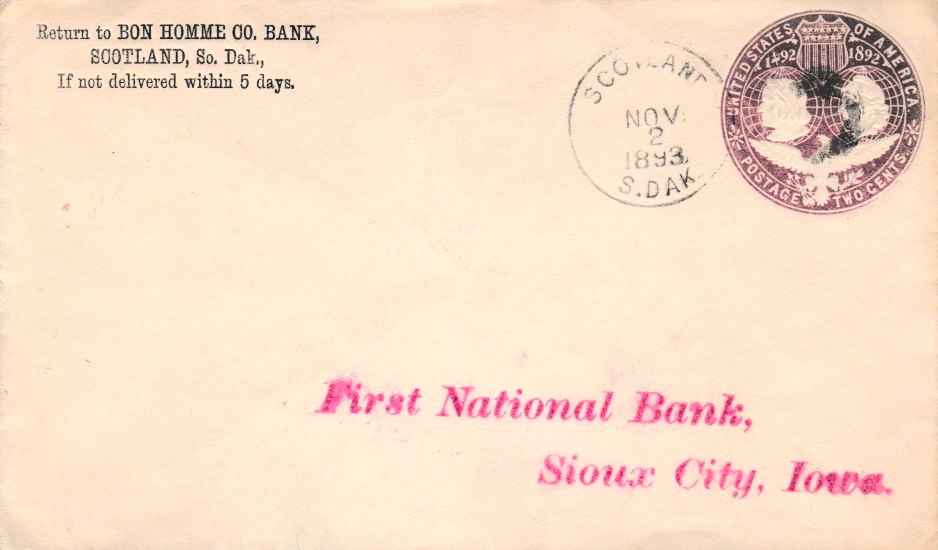 Return to BON HOMME CO. BANK,
SCOTLAND, So. Dak.,
If not delivered within 5 days.
SCOTLAND
NOV.
2
1893
S.DAK
UNITED STATES OF AMERICA
1492 1892
POSTAGE TWO CENTS
First National Bank,
Sioux City, Iowa.